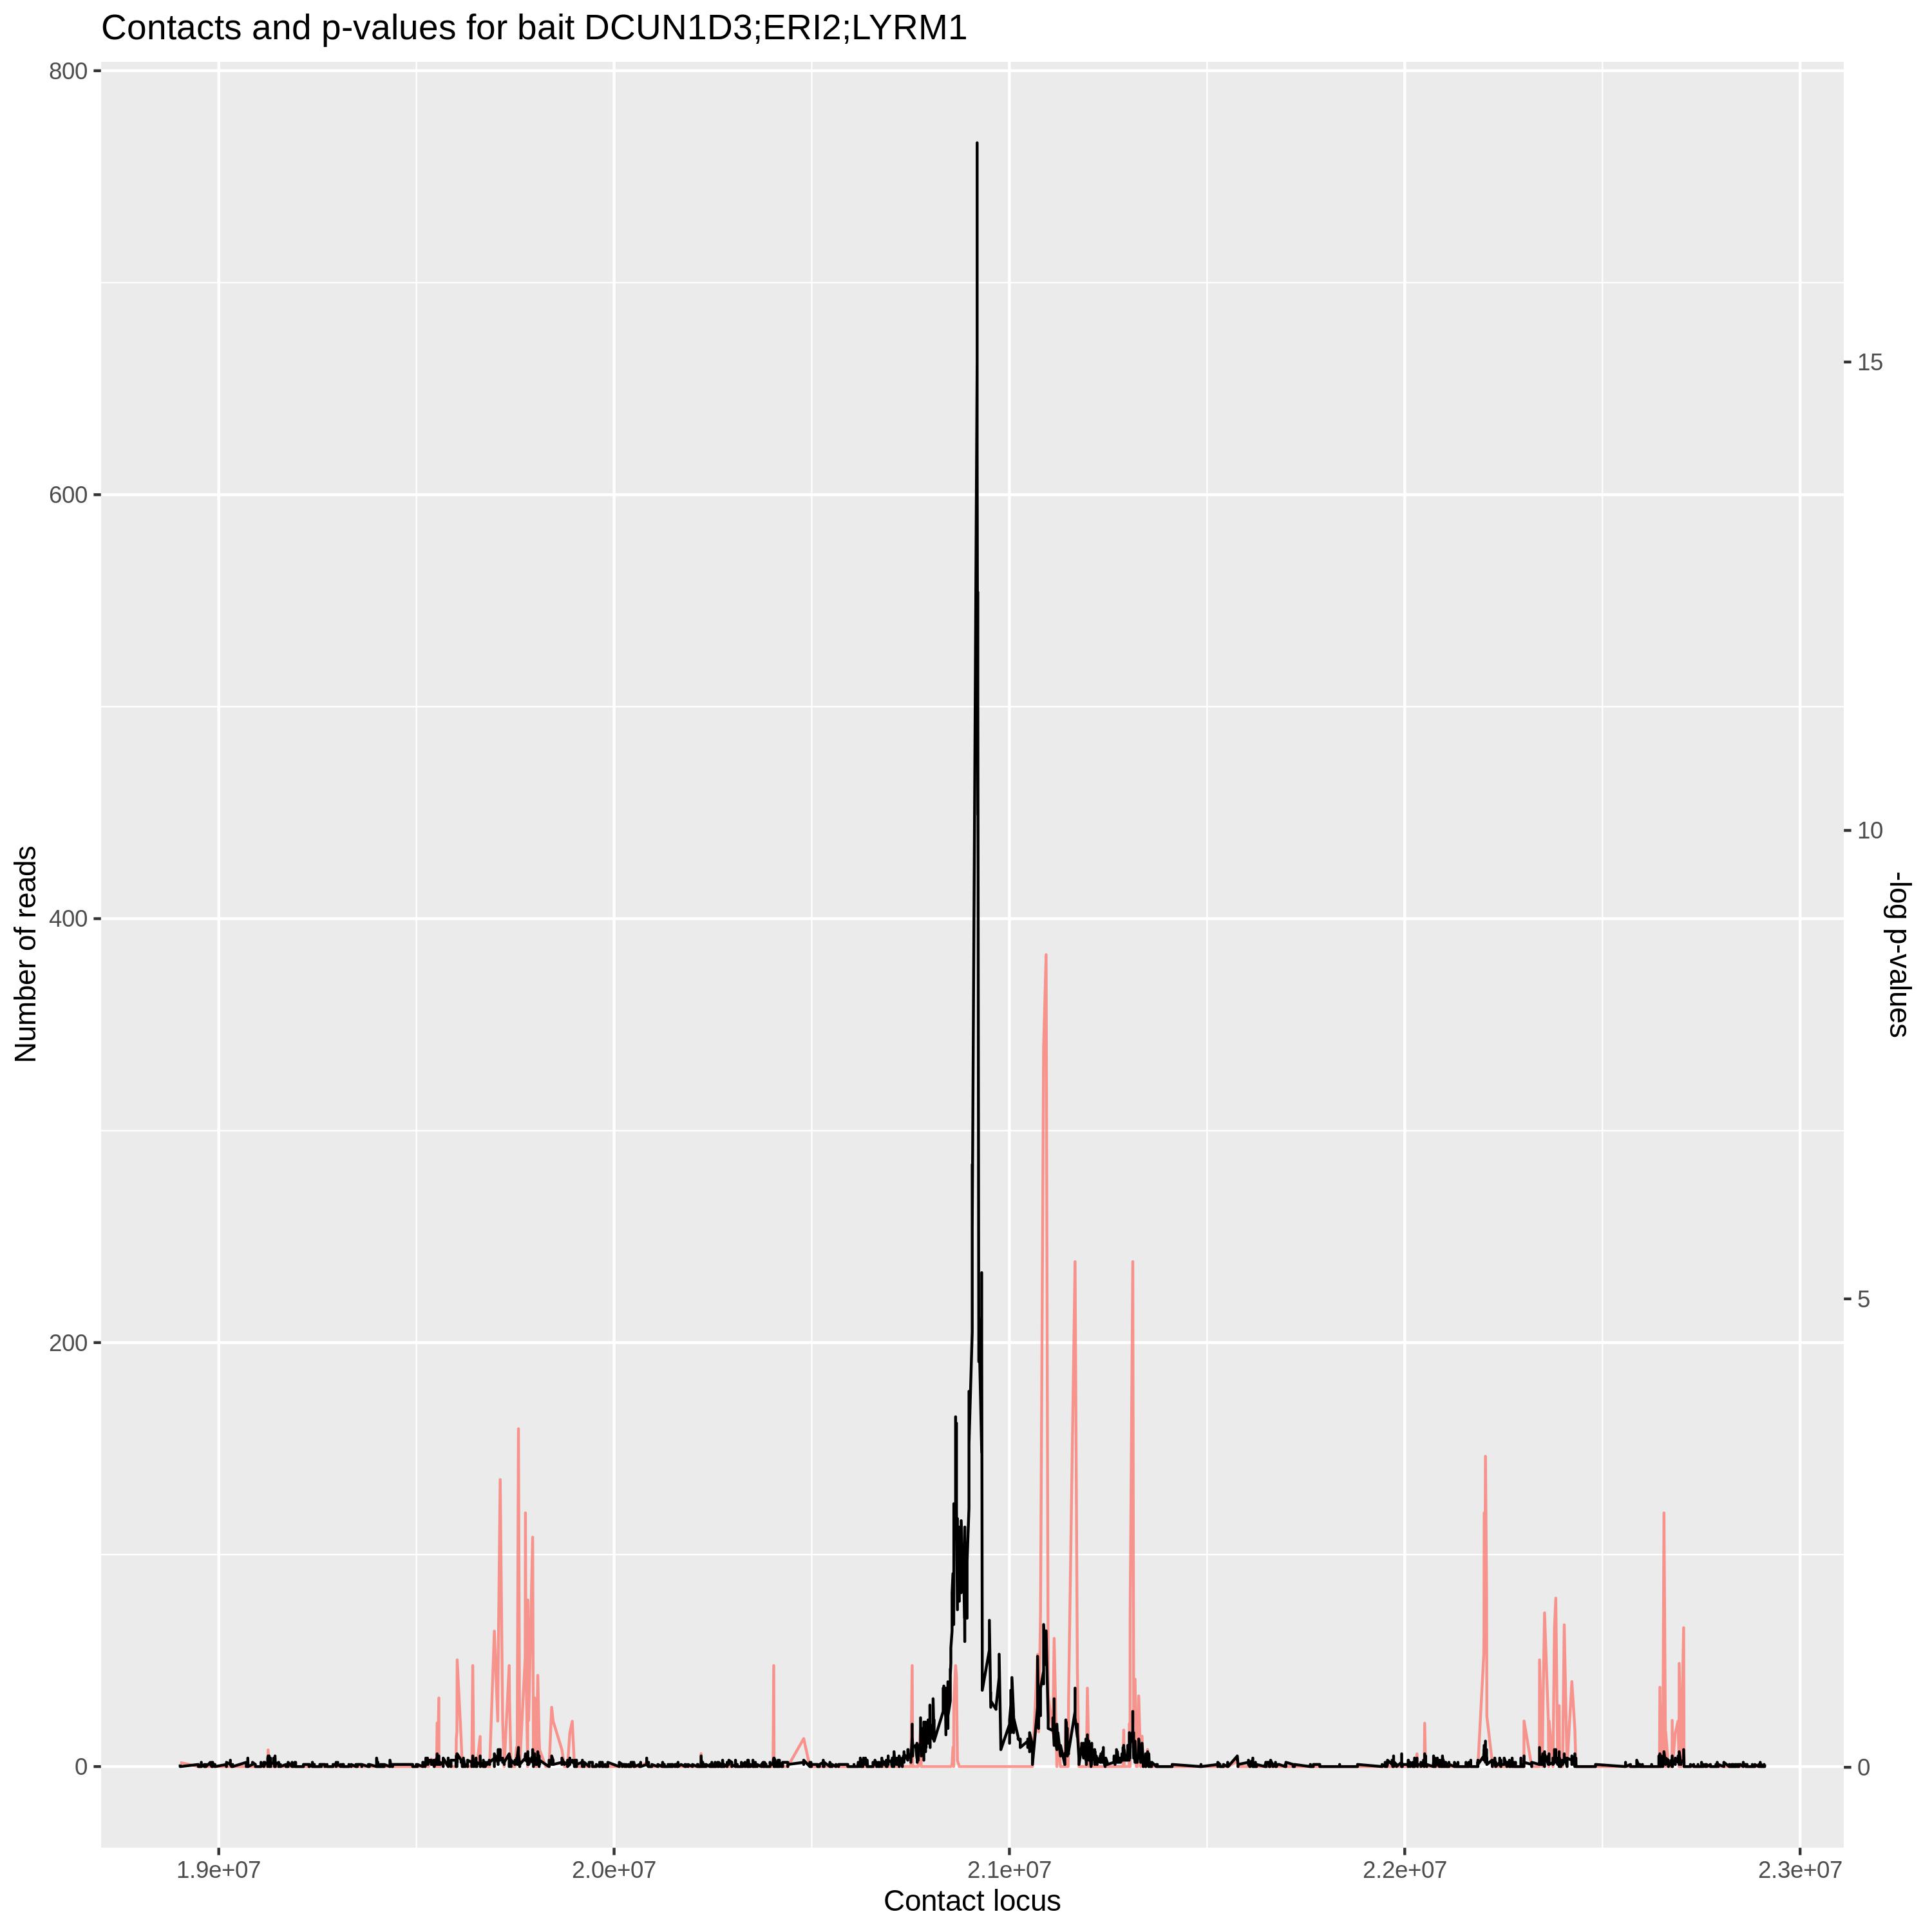 Contacts and p-values for bait DCUN1D3;ERI2;LYRM1
800
600
400
200
0
Number of reads
15
10
5
0
-log p-values
1.9e+07
2.0e+07
2.1e+07
2.2e+07
2.3e+07
Contact locus